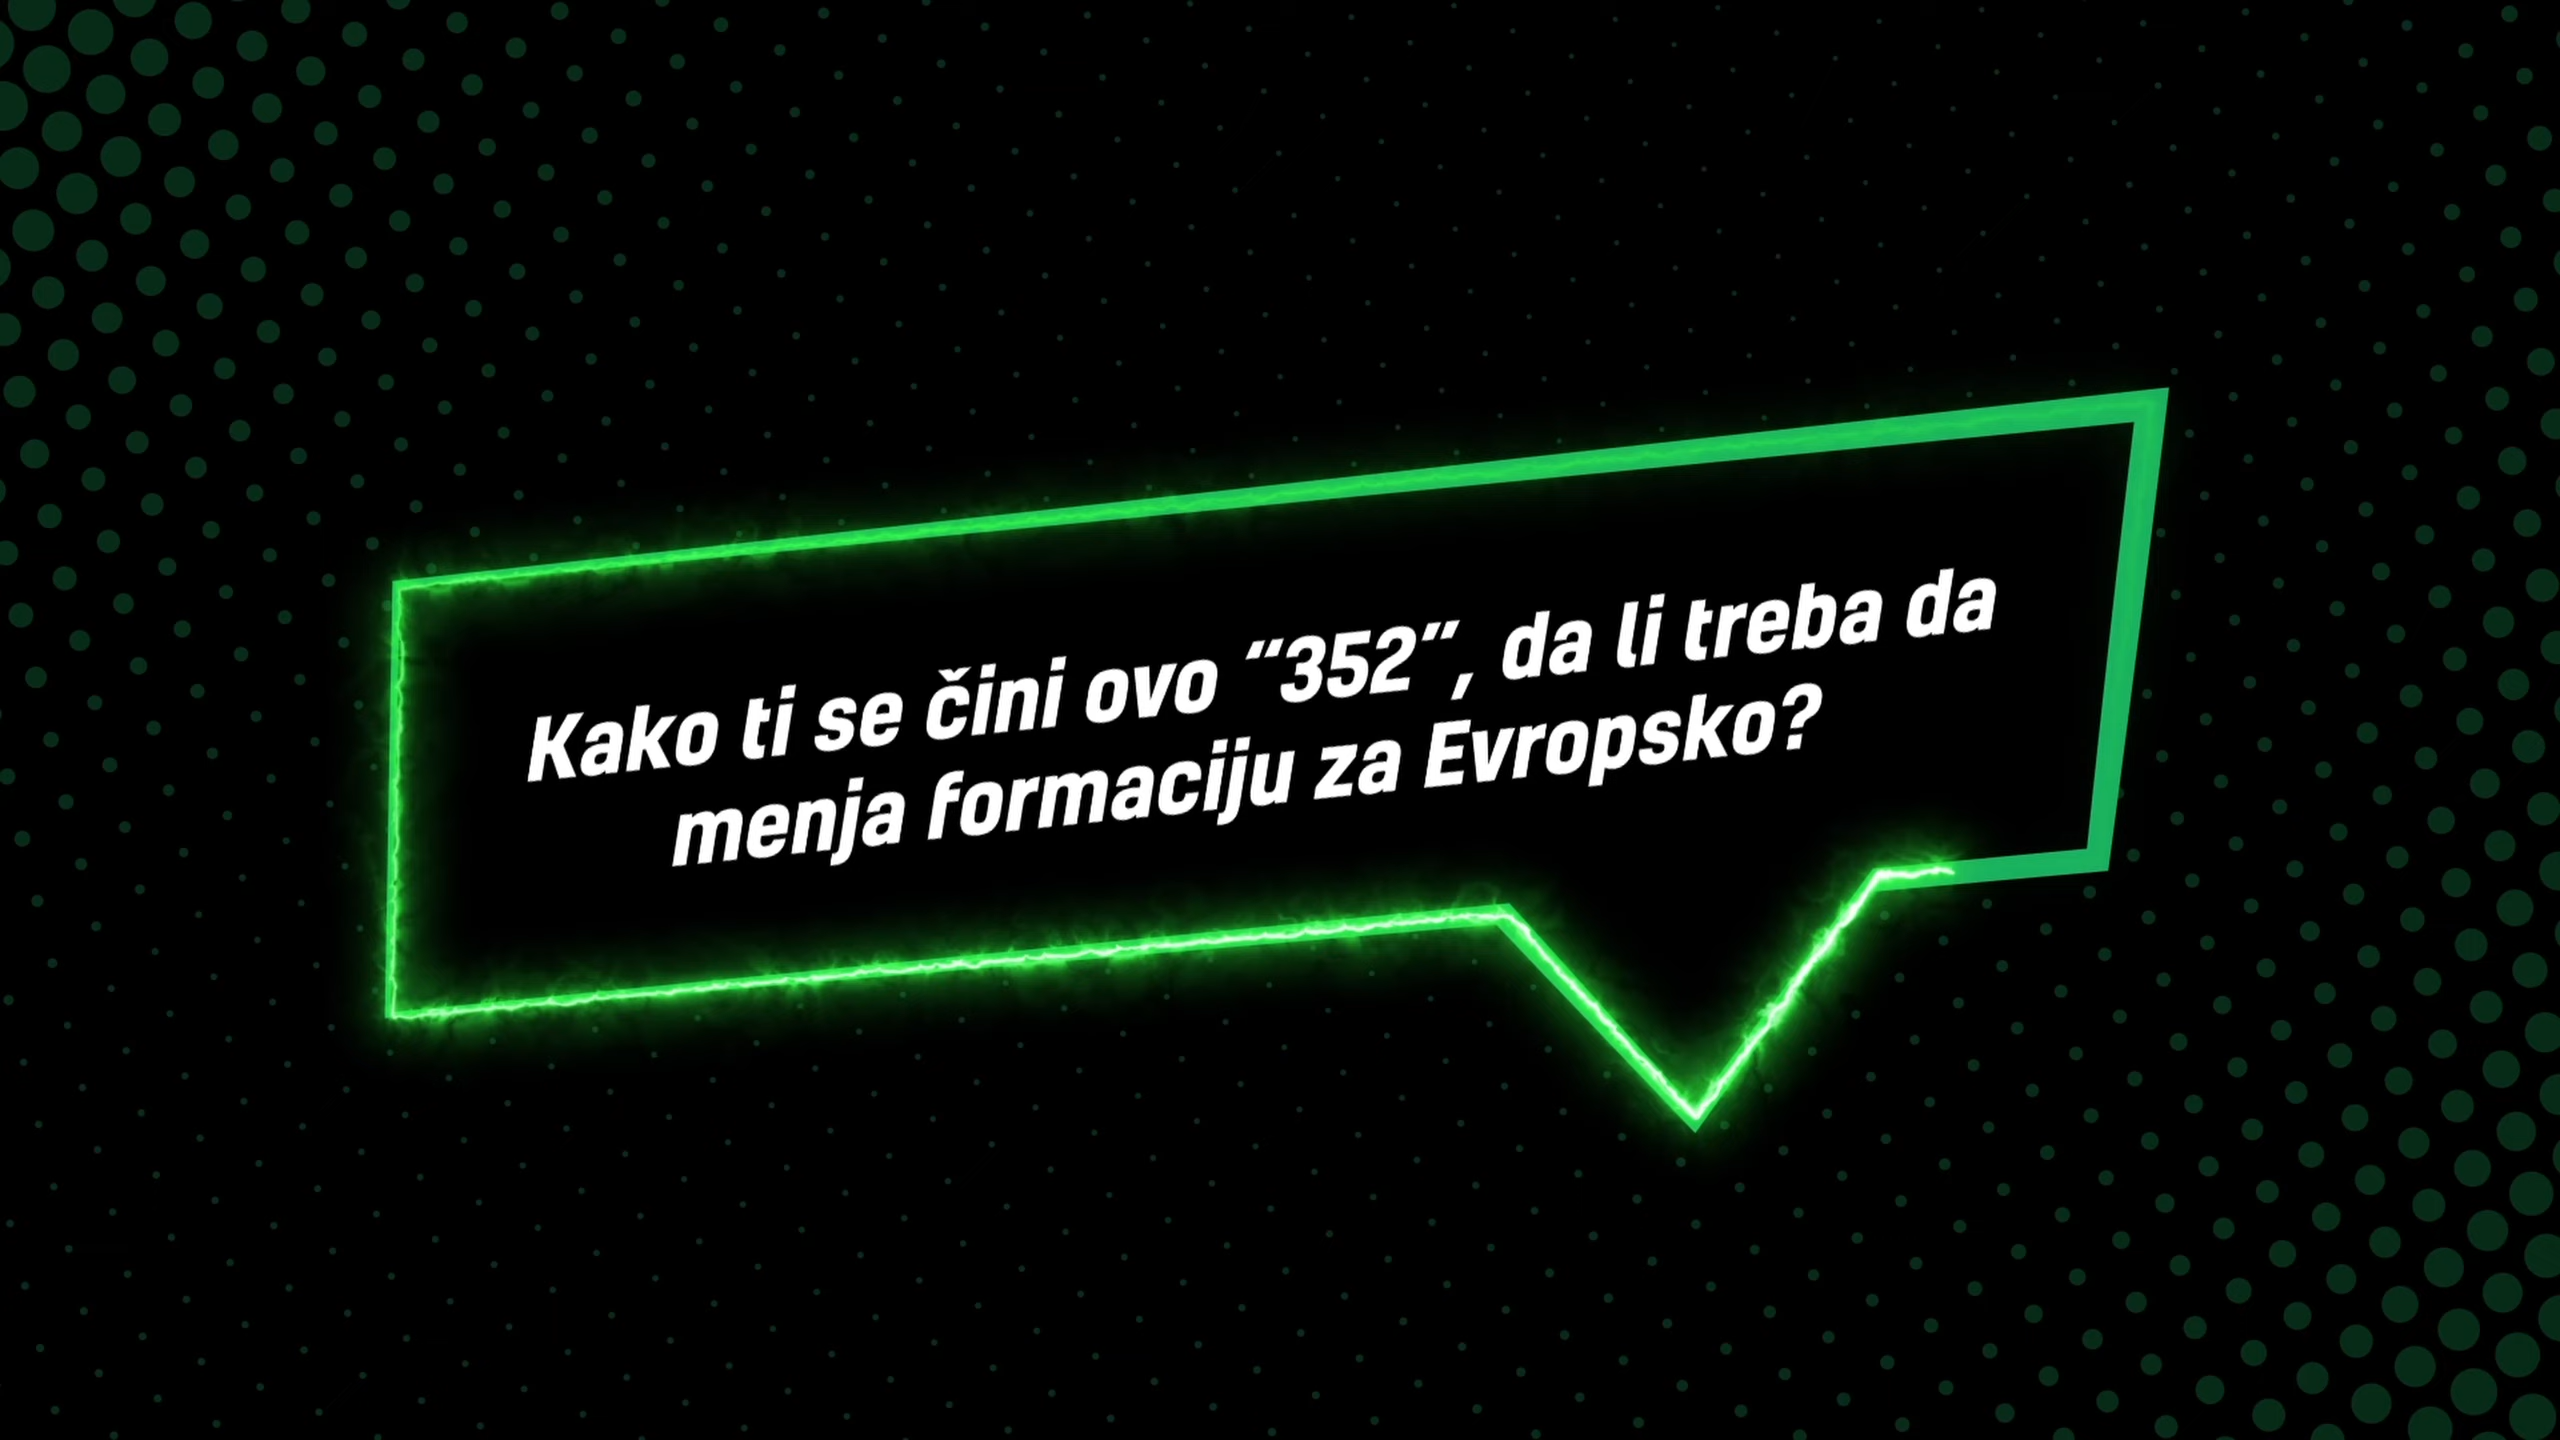 Kako ti se čini ovo “352”, da li treba da
menja formaciju za Evropsko?